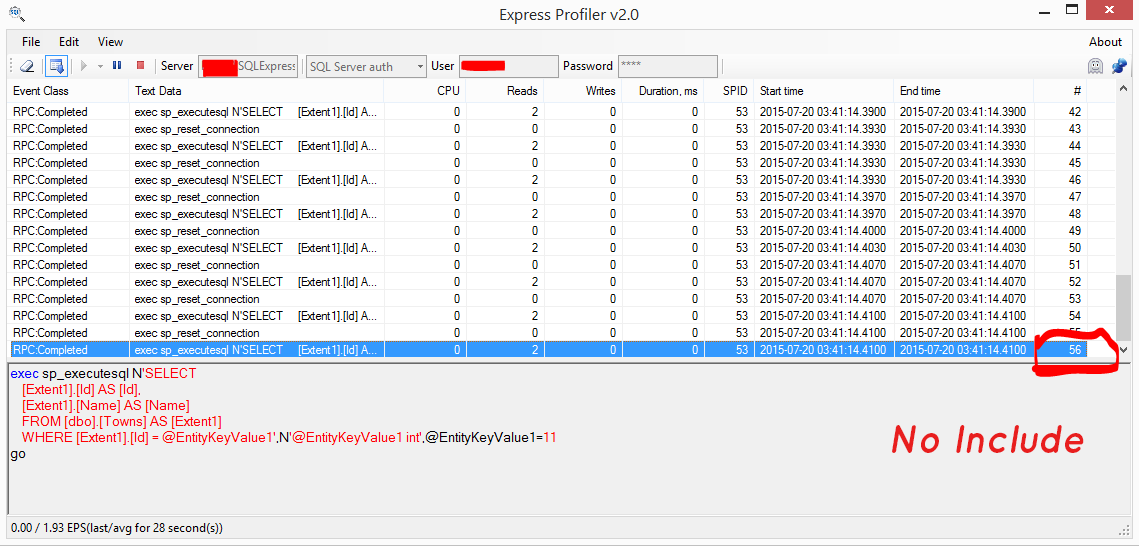 Express Profiler v2.0
File Edit View About
Server SQLExpress SQL Server auth User Password ****
Event Class Text Data CPU Reads Writes Duration, ms SPID Start time End time #
RPC:Completed exec sp_executesql N'SELECT [Extent1].[Id] A... 0 2 0 0 53 2015-07-20 03:41:14.3900 2015-07-20 03:41:14.3900 42
RPC:Completed exec sp_reset_connection 0 0 0 0 53 2015-07-20 03:41:14.3930 2015-07-20 03:41:14.3930 43
RPC:Completed exec sp_executesql N'SELECT [Extent1].[Id] A... 0 2 0 0 53 2015-07-20 03:41:14.3930 2015-07-20 03:41:14.3930 44
RPC:Completed exec sp_reset_connection 0 0 0 0 53 2015-07-20 03:41:14.3930 2015-07-20 03:41:14.3930 45
RPC:Completed exec sp_executesql N'SELECT [Extent1].[Id] A... 0 2 0 0 53 2015-07-20 03:41:14.3930 2015-07-20 03:41:14.3930 46
RPC:Completed exec sp_reset_connection 0 0 0 0 53 2015-07-20 03:41:14.3970 2015-07-20 03:41:14.3970 47
RPC:Completed exec sp_executesql N'SELECT [Extent1].[Id] A... 0 2 0 0 53 2015-07-20 03:41:14.3970 2015-07-20 03:41:14.3970 48
RPC:Completed exec sp_reset_connection 0 0 0 0 53 2015-07-20 03:41:14.4000 2015-07-20 03:41:14.4000 49
RPC:Completed exec sp_executesql N'SELECT [Extent1].[Id] A... 0 2 0 0 53 2015-07-20 03:41:14.4030 2015-07-20 03:41:14.4030 50
RPC:Completed exec sp_reset_connection 0 0 0 0 53 2015-07-20 03:41:14.4070 2015-07-20 03:41:14.4070 51
RPC:Completed exec sp_executesql N'SELECT [Extent1].[Id] A... 0 2 0 0 53 2015-07-20 03:41:14.4070 2015-07-20 03:41:14.4070 52
RPC:Completed exec sp_reset_connection 0 0 0 0 53 2015-07-20 03:41:14.4070 2015-07-20 03:41:14.4070 53
RPC:Completed exec sp_executesql N'SELECT [Extent1].[Id] A... 0 2 0 0 53 2015-07-20 03:41:14.4100 2015-07-20 03:41:14.4100 54
RPC:Completed exec sp_reset_connection 0 0 0 0 53 2015-07-20 03:41:14.4100 2015-07-20 03:41:14.4100 55
RPC:Completed exec sp_executesql N'SELECT [Extent1].[Id] A... 0 2 0 0 53 2015-07-20 03:41:14.4100 2015-07-20 03:41:14.4100 56
exec sp_executesql N'SELECT
[Extent1].[Id] AS [Id],
[Extent1].[Name] AS [Name]
FROM [dbo].[Towns] AS [Extent1]
WHERE [Extent1].[Id] = @EntityKeyValue1',N'@EntityKeyValue1 int',@EntityKeyValue1=11
go
No Include
0.00 / 1.93 EPS(last/avg for 28 second(s))